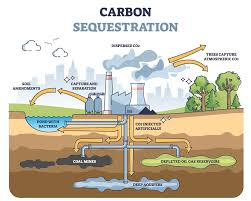 CARBON
SEQUESTRATION
DISPERSED CO₂
TREES CAPTURE
ATMOSPHERIC CO₂
SOIL
AMENDMENTS
CAPTURE AND
SEPARATION
POND WITH
BACTERIA
CO₂ INJECTED
ARTIFICIALLY
COAL MINES
DEPLETED OIL GAS RESERVOIRS
DEEP AQUIFERS